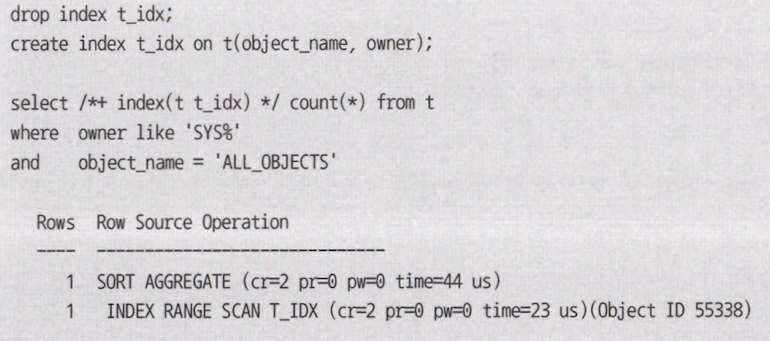 drop index t_idx;
create index t_idx on t(object_name, owner);
select /*+ index(t t_idx) */ count(*) from t
where owner like 'SYS%'
and object_name = 'ALL_OBJECTS'
Rows Row Source Operation
---- ------------------------------
1 SORT AGGREGATE (cr=2 pr=0 pw=0 time=44 us)
1 INDEX RANGE SCAN T_IDX (cr=2 pr=0 pw=0 time=23 us)(Object ID 55338)